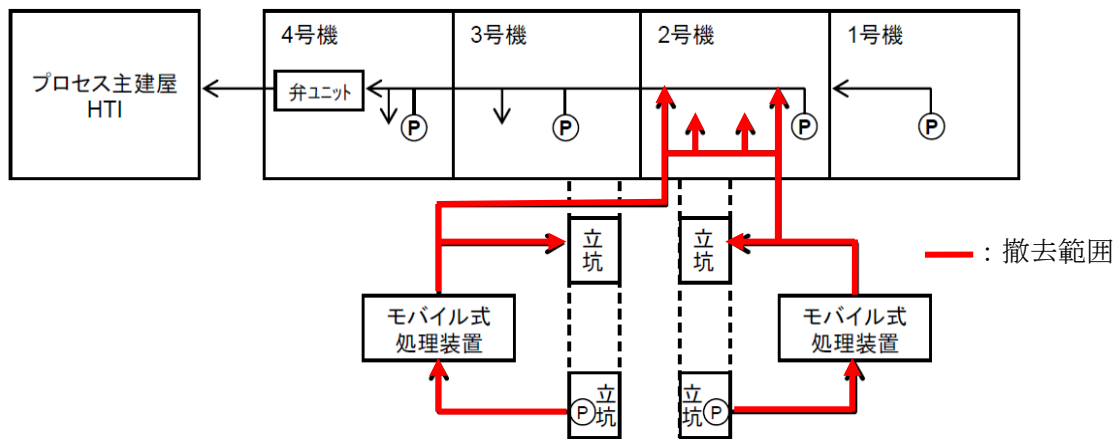 プロセス主建屋
HTI
4号機
3号機
2号機
1号機
弁ユニット
P
P
P
P
立
坑
立
坑
：撤去範囲
モバイル式
処理装置
モバイル式
処理装置
P
立
坑
立
坑
P